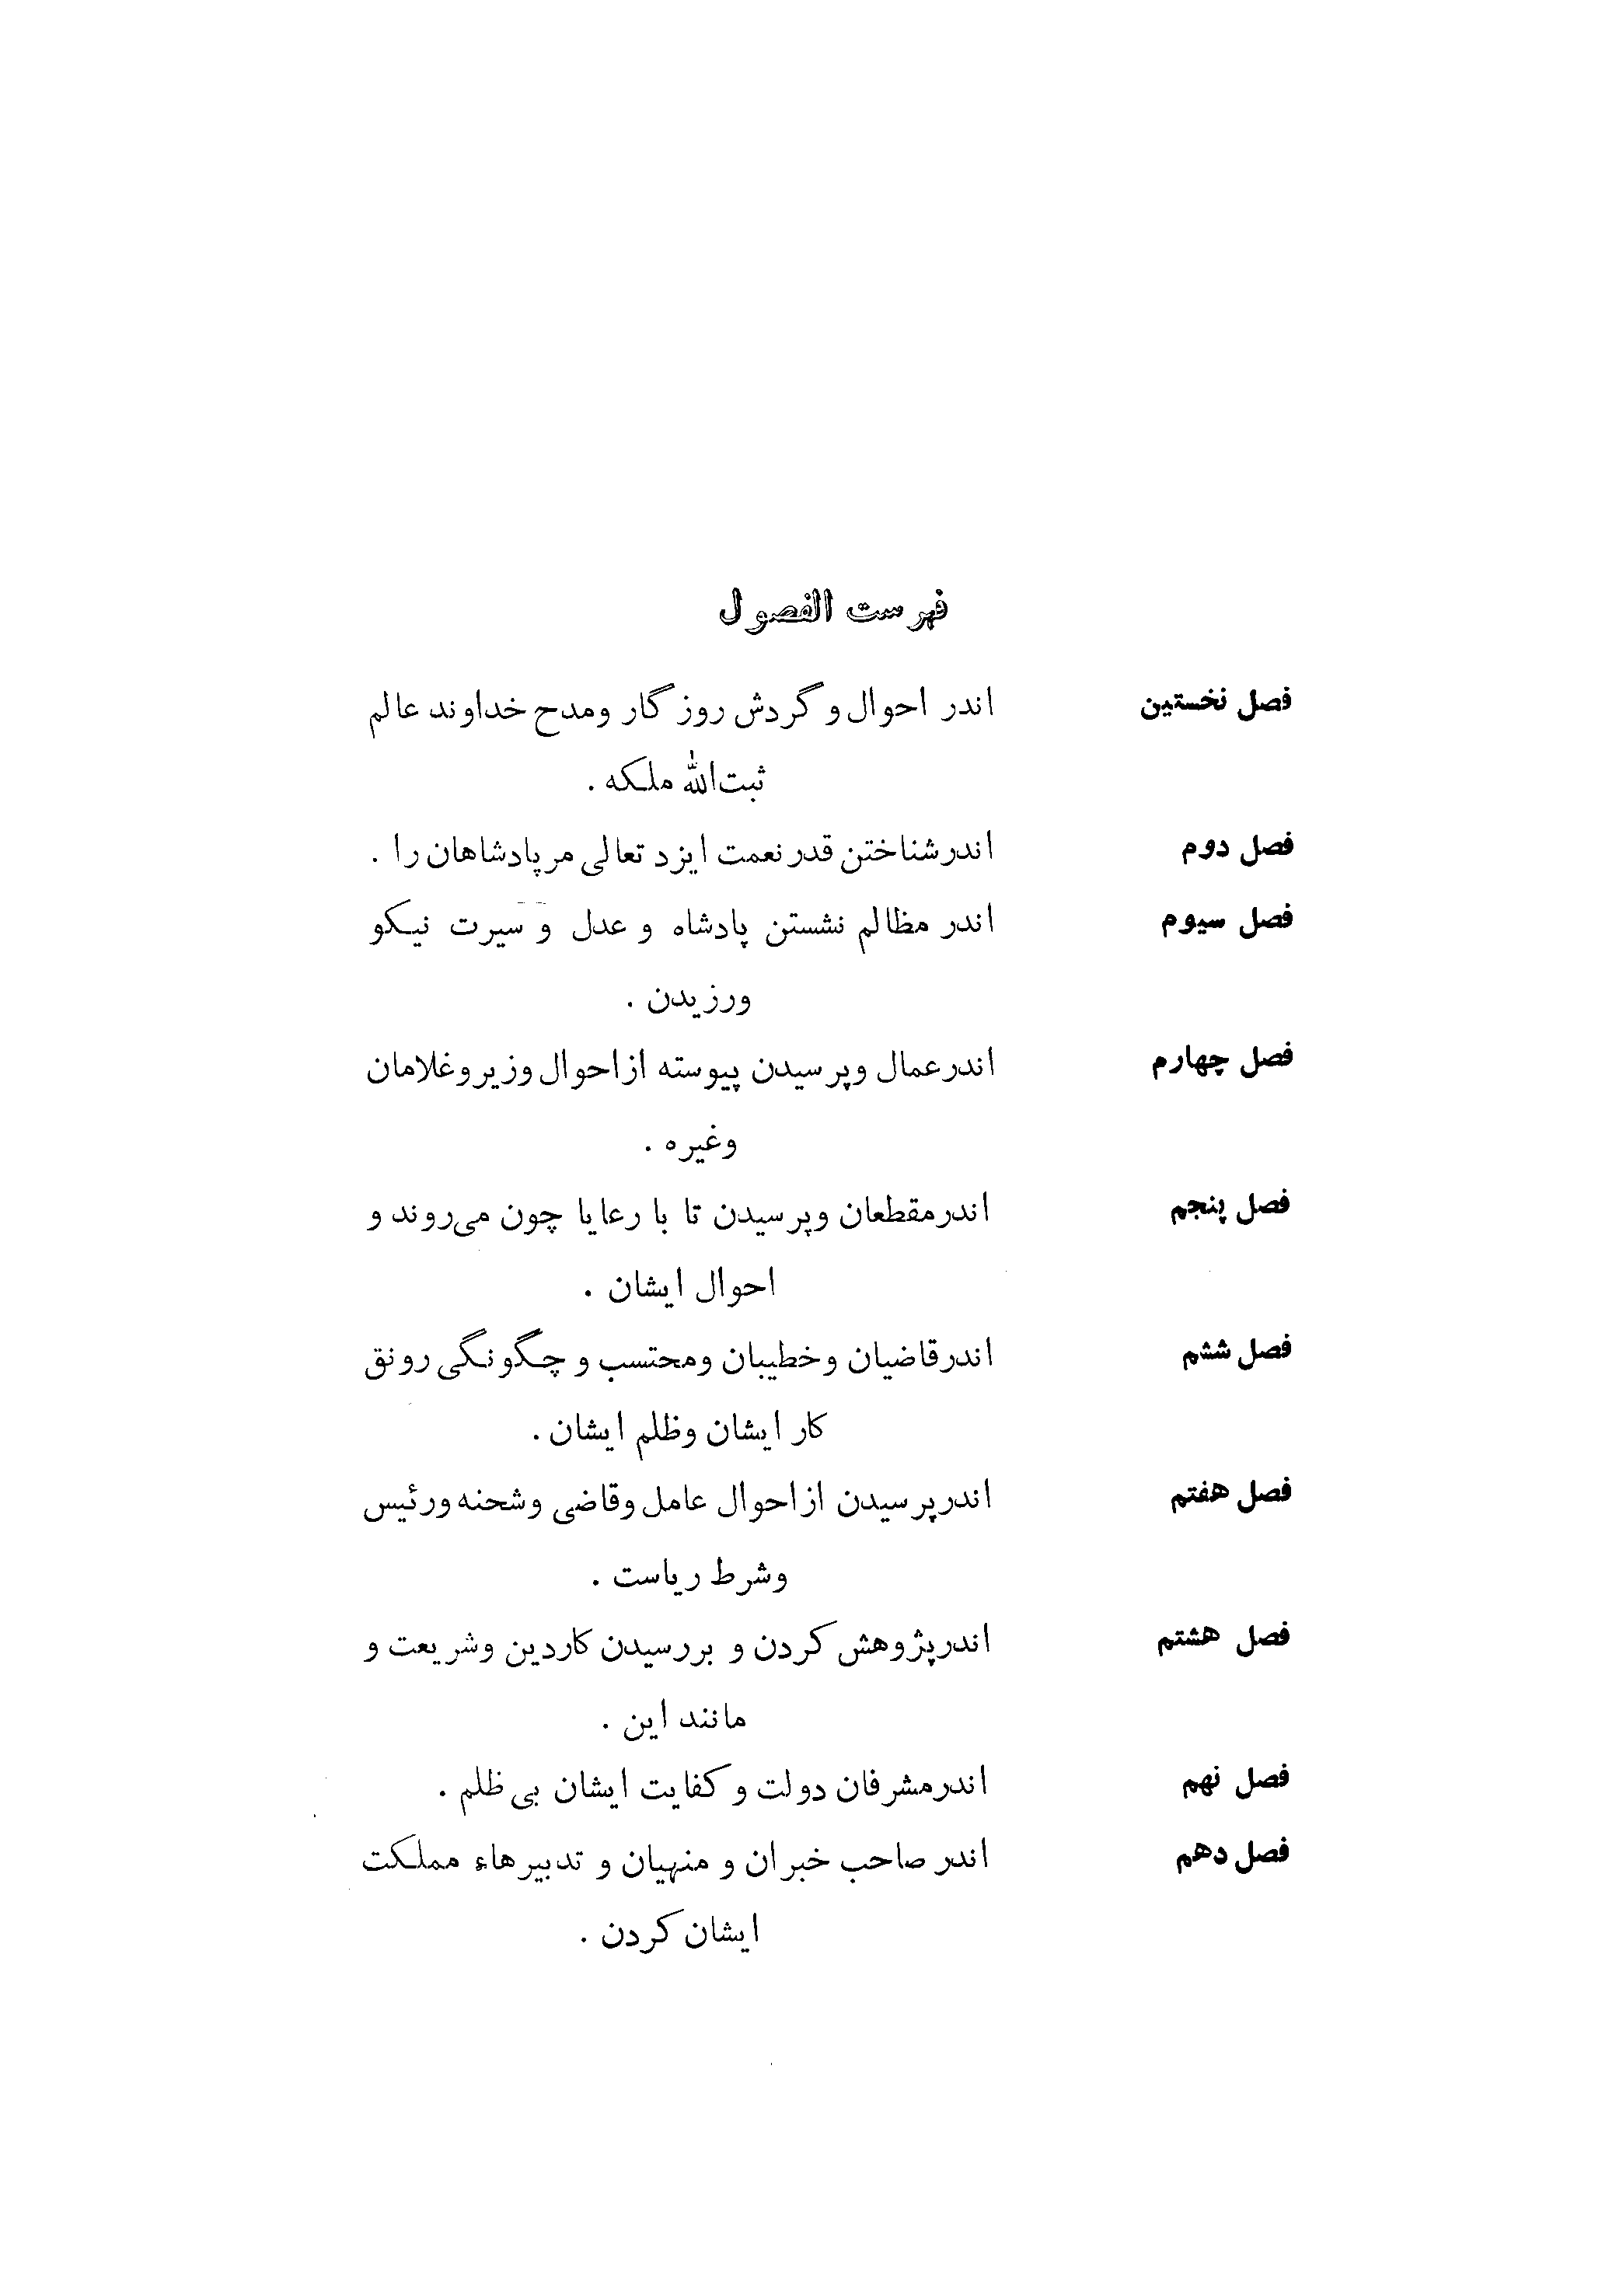 فهرست الفصول
فصل نخستین اندر احوال و گردش روزگار ومدح خداوند عالم
ثبت‌الله ملکه .
فصل دوم اندرشناختن قدر نعمت ایزد تعالی مرپادشاهان را .
فصل سیوم اندر مظالم نشستن پادشاه و عدل و سیرت نیکو
ورزیدن .
فصل چهارم اندرعمال وپرسیدن پیوسته ازاحوال وزیروغلامان
وغیره .
فصل پنجم اندرمقطعان وپرسیدن تا با رعایا چون می‌روند و
احوال ایشان .
فصل ششم اندرقاضیان وخطیبان ومحتسب و چگونگی رونق
کار ایشان وظلم ایشان .
فصل هفتم اندرپرسیدن ازاحوال عامل وقاضی وشحنه ورئیس
وشرط ریاست .
فصل هشتم اندرپژوهش کردن و بررسیدن کاردین وشریعت و
مانند این .
فصل نهم اندرمشرفان دولت و کفایت ایشان بی ظلم .
فصل دهم اندر صاحب خبران و منهیان و تدبیرهاء مملکت
ایشان کردن .